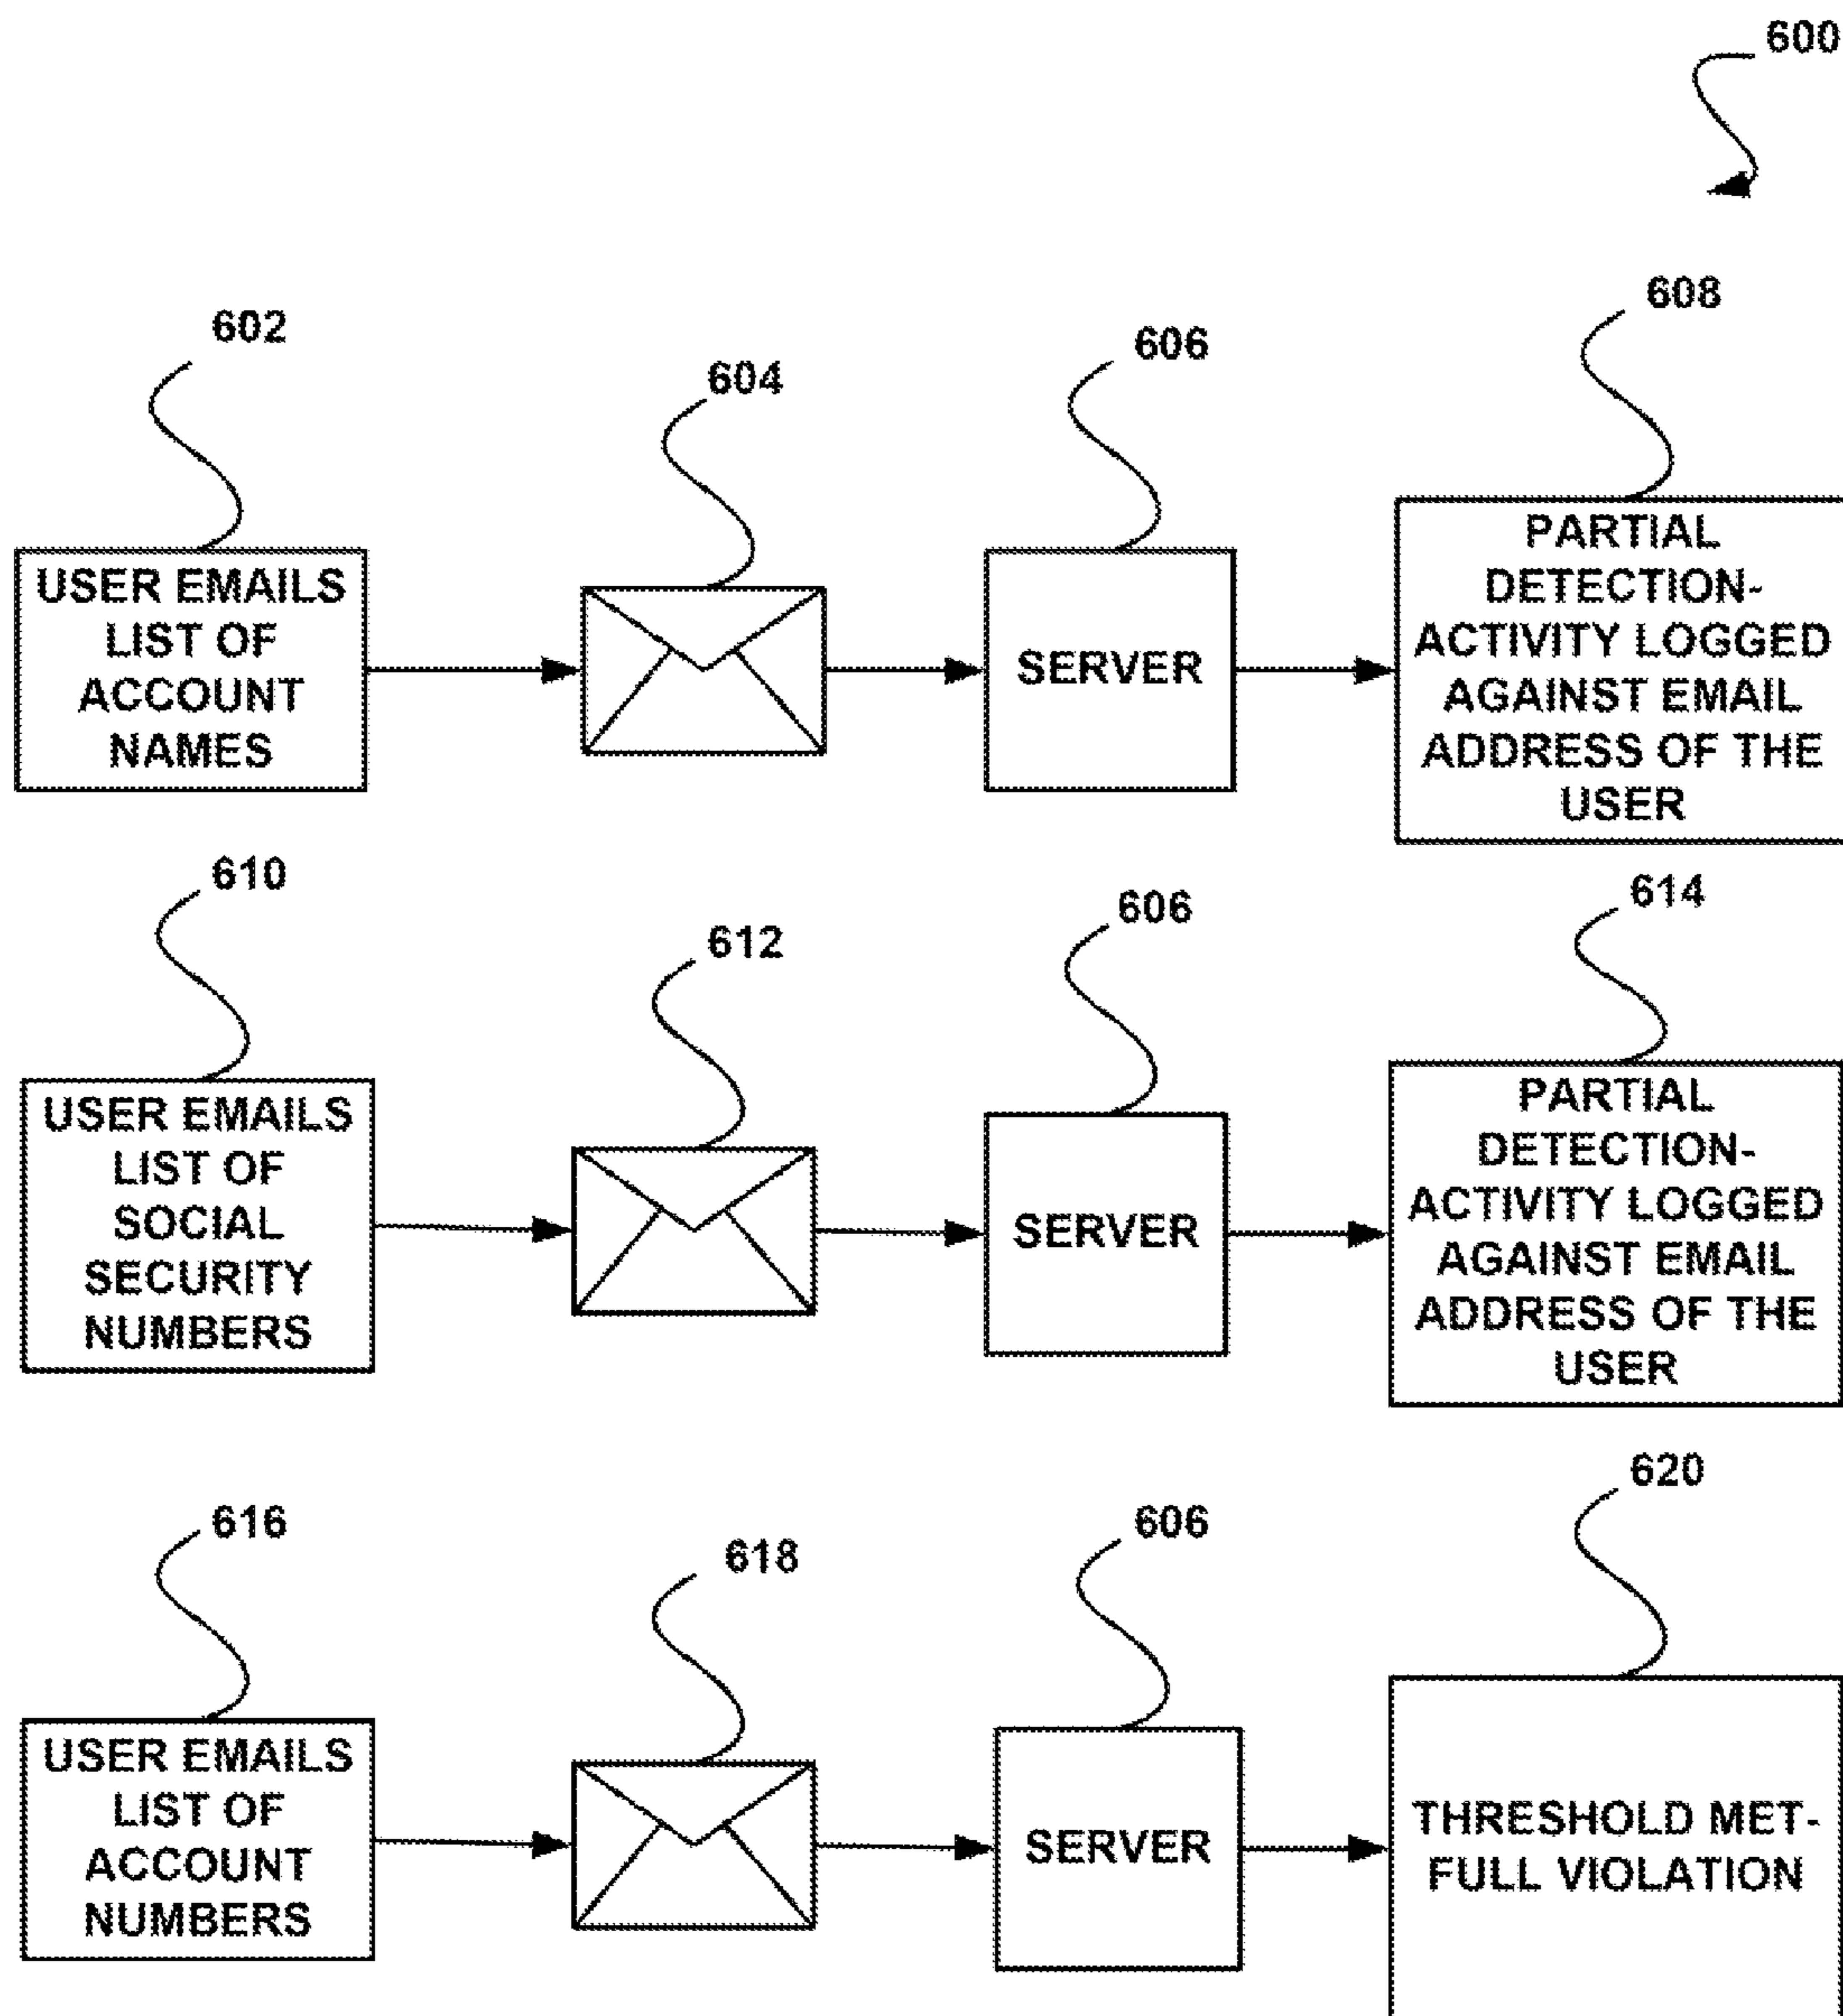 600
602
604
606
608
USER EMAILS
LIST OF
ACCOUNT
NAMES
SERVER
PARTIAL
DETECTION-
ACTIVITY LOGGED
AGAINST EMAIL
ADDRESS OF THE
USER
610
612
606
614
USER EMAILS
LIST OF
SOCIAL
SECURITY
NUMBERS
SERVER
PARTIAL
DETECTION-
ACTIVITY LOGGED
AGAINST EMAIL
ADDRESS OF THE
USER
616
618
606
620
USER EMAILS
LIST OF
ACCOUNT
NUMBERS
SERVER
THRESHOLD MET-
FULL VIOLATION